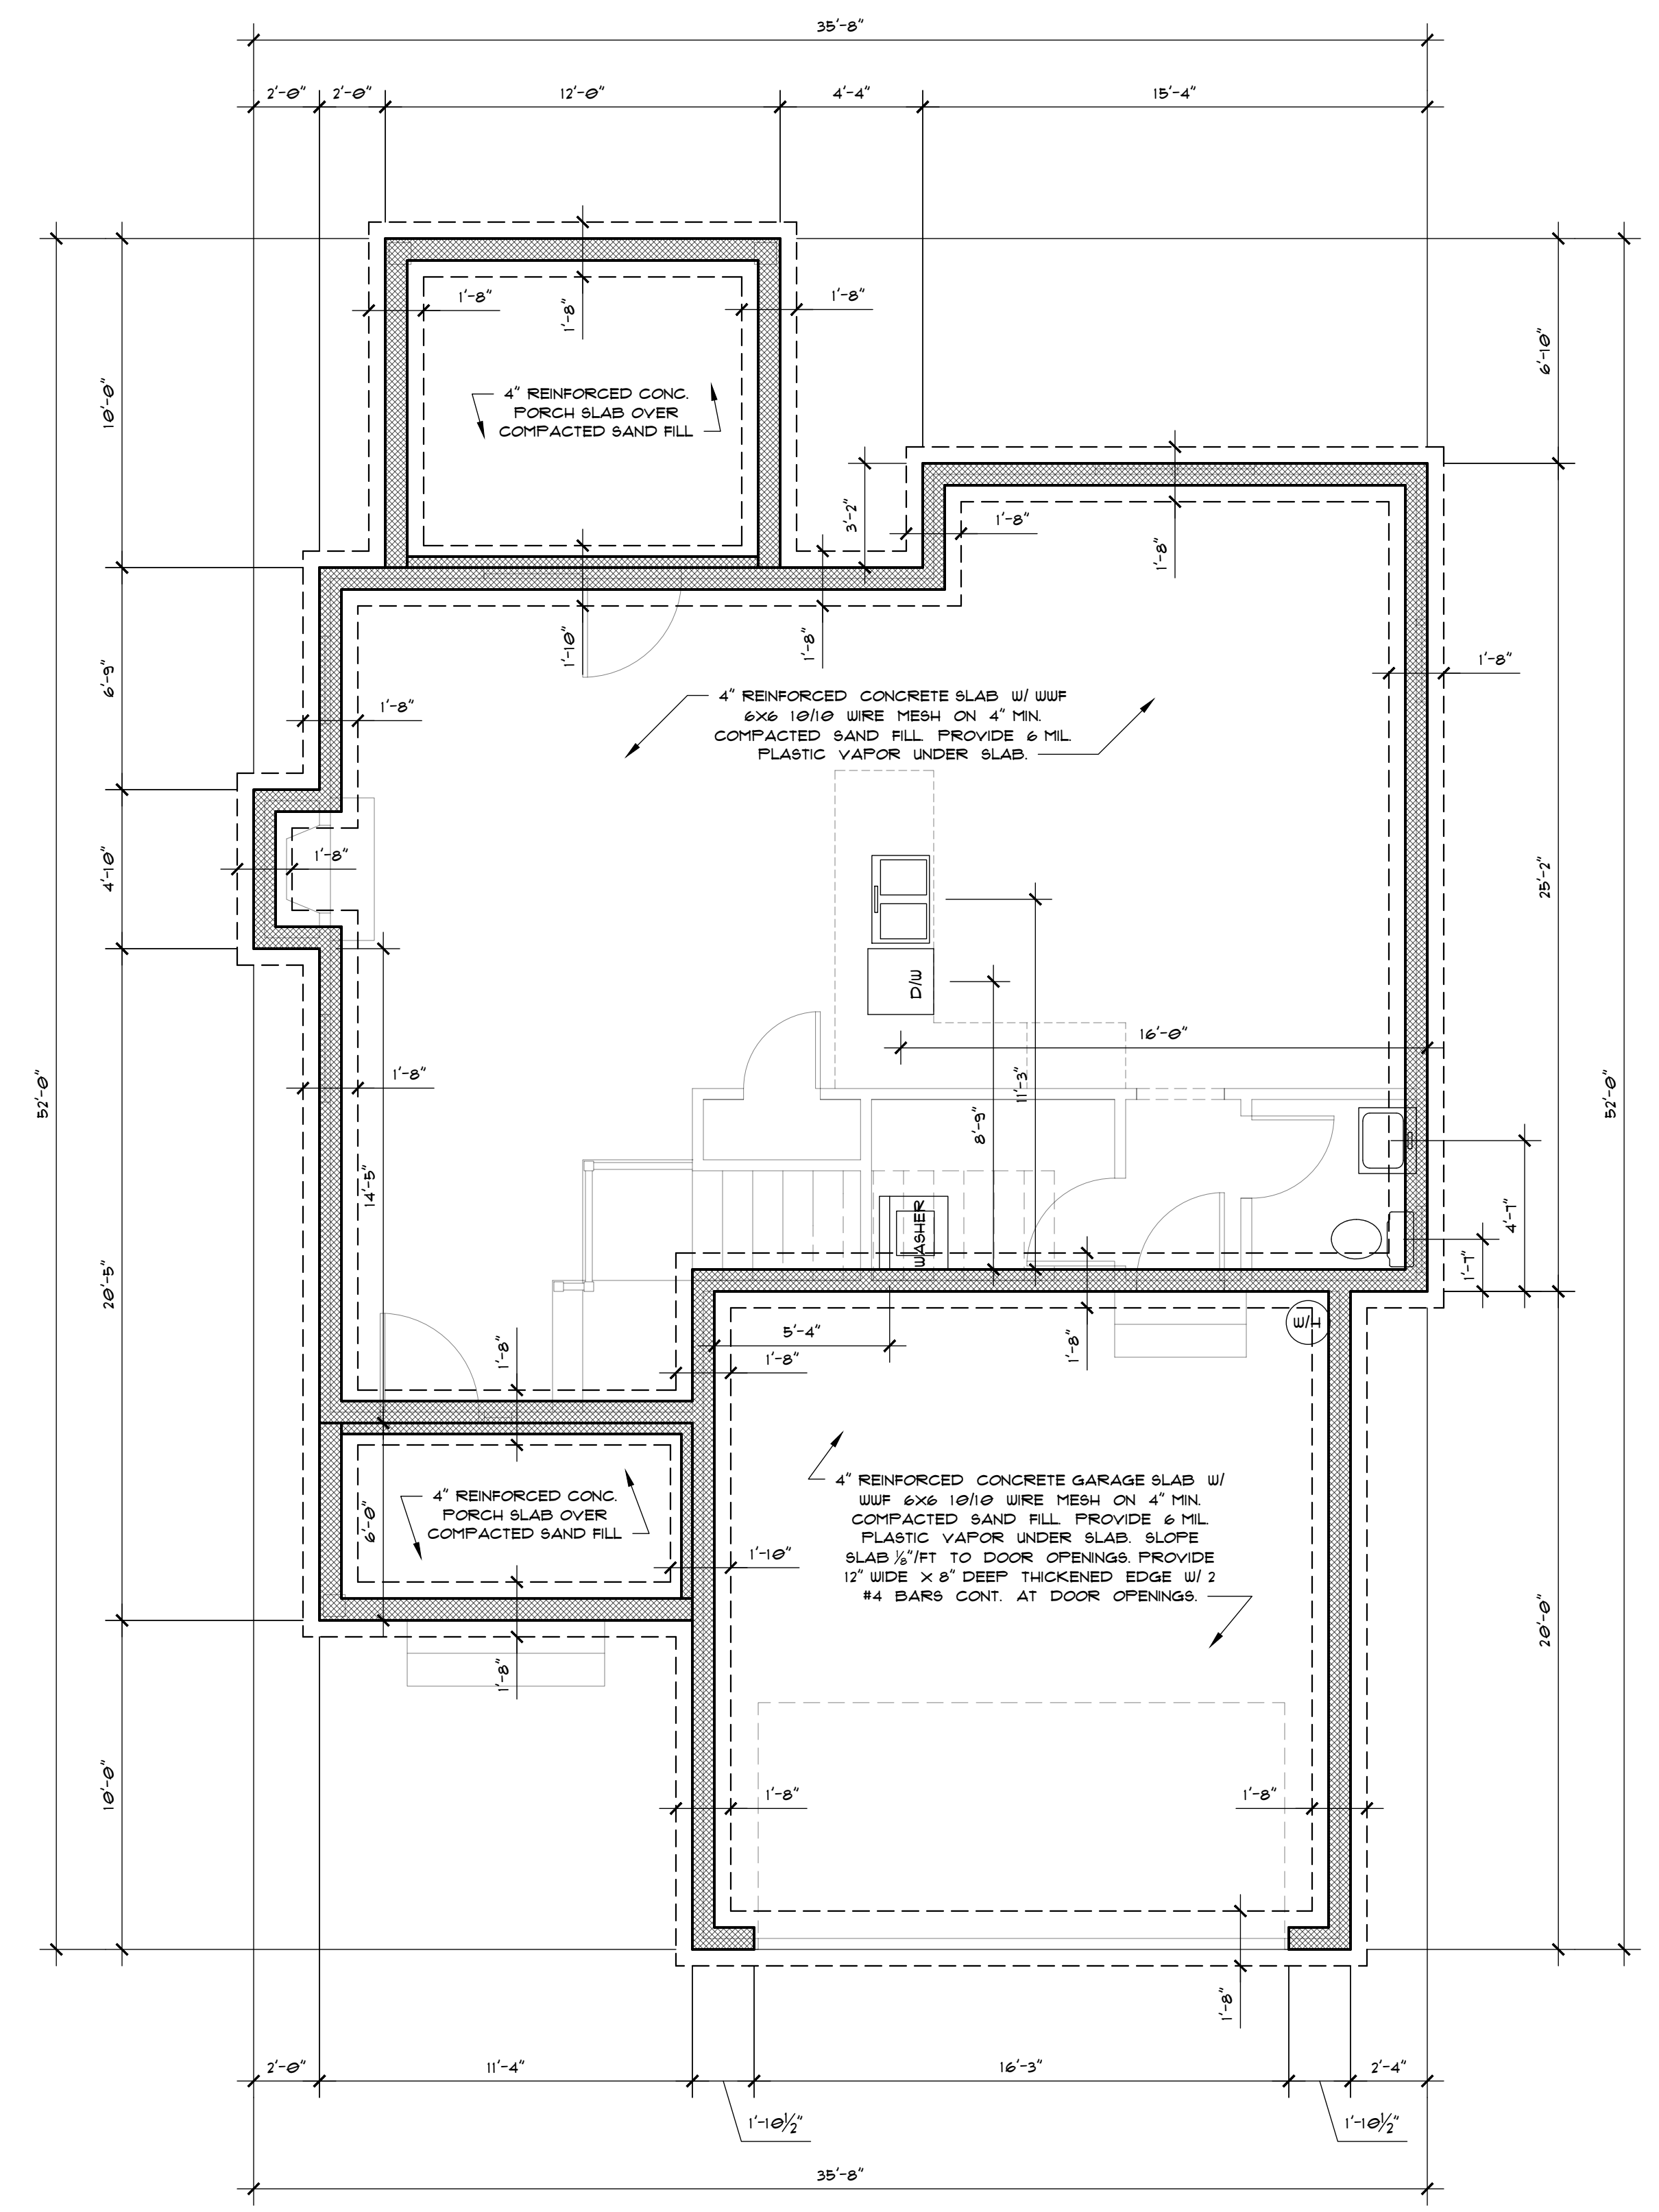 35'-8"
2'-0" 2'-0" 12'-0" 4'-4" 15'-4"
1'-8" 1'-8" 1'-8"
6'-10"
10'-0"
4" REINFORCED CONC.
PORCH SLAB OVER
COMPACTED SAND FILL
3'-2" 1'-8"
1'-8"
1'-10" 1'-8"
6'-9"
1'-8"
1'-8"
4" REINFORCED CONCRETE SLAB W/ WWF
6X6 10/10 WIRE MESH ON 4" MIN.
COMPACTED SAND FILL. PROVIDE 6 MIL.
PLASTIC VAPOR UNDER SLAB.
4'-10"
1'-8"
25'-2"
D/W
16'-0"
52'-0"
1'-8"
11'-3"
8'-9"
52'-0"
14'-5"
4'-7"
WASHER
1'-7"
20'-5"
W/H
5'-4"
1'-8"
1'-8"
1'-8"
4" REINFORCED CONC.
PORCH SLAB OVER
COMPACTED SAND FILL
6'-0"
1'-10"
4" REINFORCED CONCRETE GARAGE SLAB W/
WWF 6X6 10/10 WIRE MESH ON 4" MIN.
COMPACTED SAND FILL. PROVIDE 6 MIL.
PLASTIC VAPOR UNDER SLAB. SLOPE
SLAB ⅛"/FT TO DOOR OPENINGS. PROVIDE
12" WIDE X 8" DEEP THICKENED EDGE W/ 2
#4 BARS CONT. AT DOOR OPENINGS.
20'-0"
1'-8"
10'-0"
1'-8" 1'-8"
1'-8"
2'-0" 11'-4" 16'-3" 2'-4"
1'-10½" 1'-10½"
35'-8"